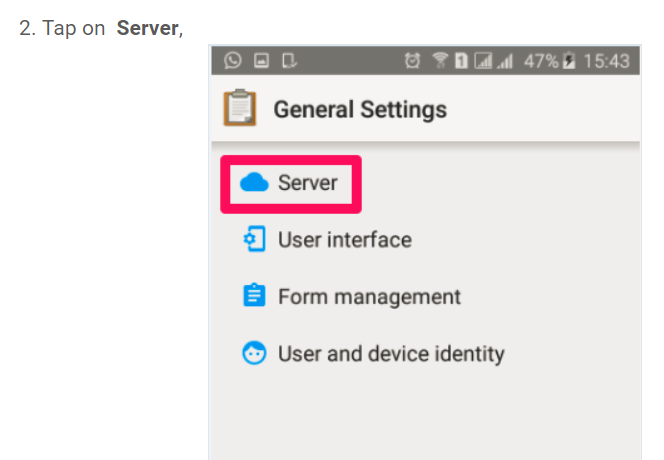 2. Tap on Server,
47% 15:43
General Settings
Server
User interface
Form management
User and device identity